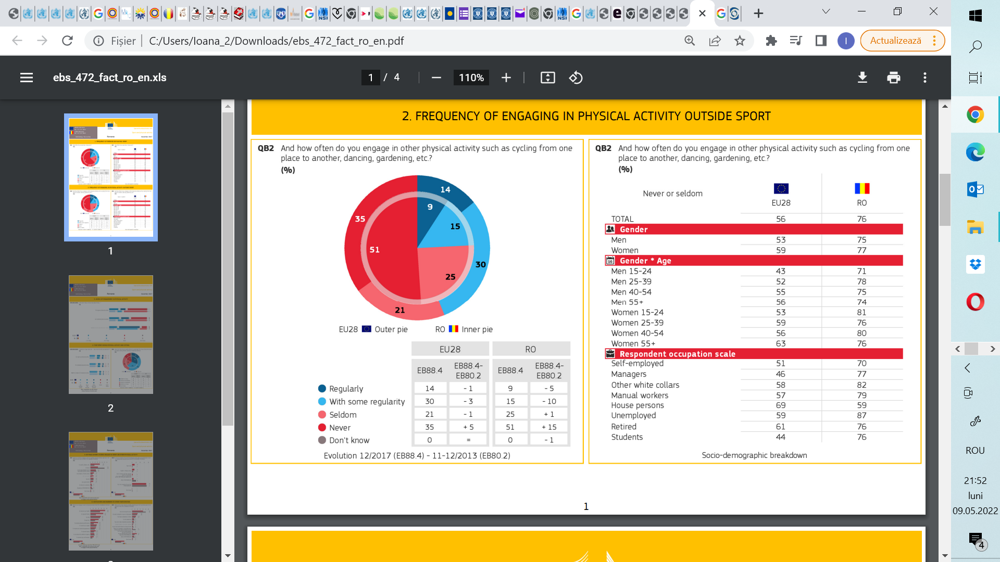 Fișier
C:/Users/Ioana_2/Downloads/ebs_472_fact_ro_en.pdf
Actualizează
ebs_472_fact_ro_en.xls
1 / 4
110%
1
2
2. FREQUENCY OF ENGAGING IN PHYSICAL ACTIVITY OUTSIDE SPORT
QB2 And how often do you engage in other physical activity such as cycling from one
place to another, dancing, gardening, etc.?
(%)
14
9
35
15
51
30
25
21
EU28 Outer pie RO Inner pie
EU28 RO
EB88.4 EB88.4-EB80.2 EB88.4 EB88.4-EB80.2
Regularly 14 - 1 9 - 5
With some regularity 30 - 3 15 - 10
Seldom 21 - 1 25 + 1
Never 35 + 5 51 + 15
Don't know 0 = 0 - 1
Evolution 12/2017 (EB88.4) - 11-12/2013 (EB80.2)
QB2 And how often do you engage in other physical activity such as cycling from one
place to another, dancing, gardening, etc.?
(%)
Never or seldom
EU28 RO
TOTAL 56 76
Gender
Men 53 75
Women 59 77
Gender * Age
Men 15-24 43 71
Men 25-39 52 78
Men 40-54 55 75
Men 55+ 56 74
Women 15-24 53 81
Women 25-39 59 76
Women 40-54 56 80
Women 55+ 63 76
Respondent occupation scale
Self-employed 51 70
Managers 46 77
Other white collars 58 82
Manual workers 57 79
House persons 69 59
Unemployed 59 87
Retired 61 76
Students 44 76
Socio-demographic breakdown
1
ROU
21:52
luni
09.05.2022
4